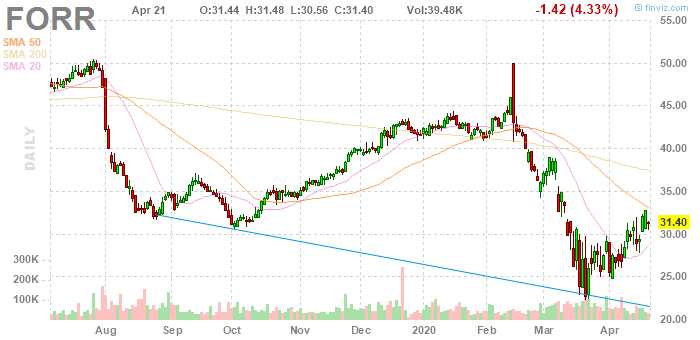 FORR
Apr 21 O:31.44 H:31.48 L:30.56 C:31.40 Vol:39.48K -1.42 (4.33%)
© finviz.com
SMA 50
SMA 200
SMA 20
DAILY
55.00
50.00
45.00
40.00
35.00
31.40
30.00
25.00
20.00
300K
200K
100K
Aug Sep Oct Nov Dec 2020 Feb Mar Apr